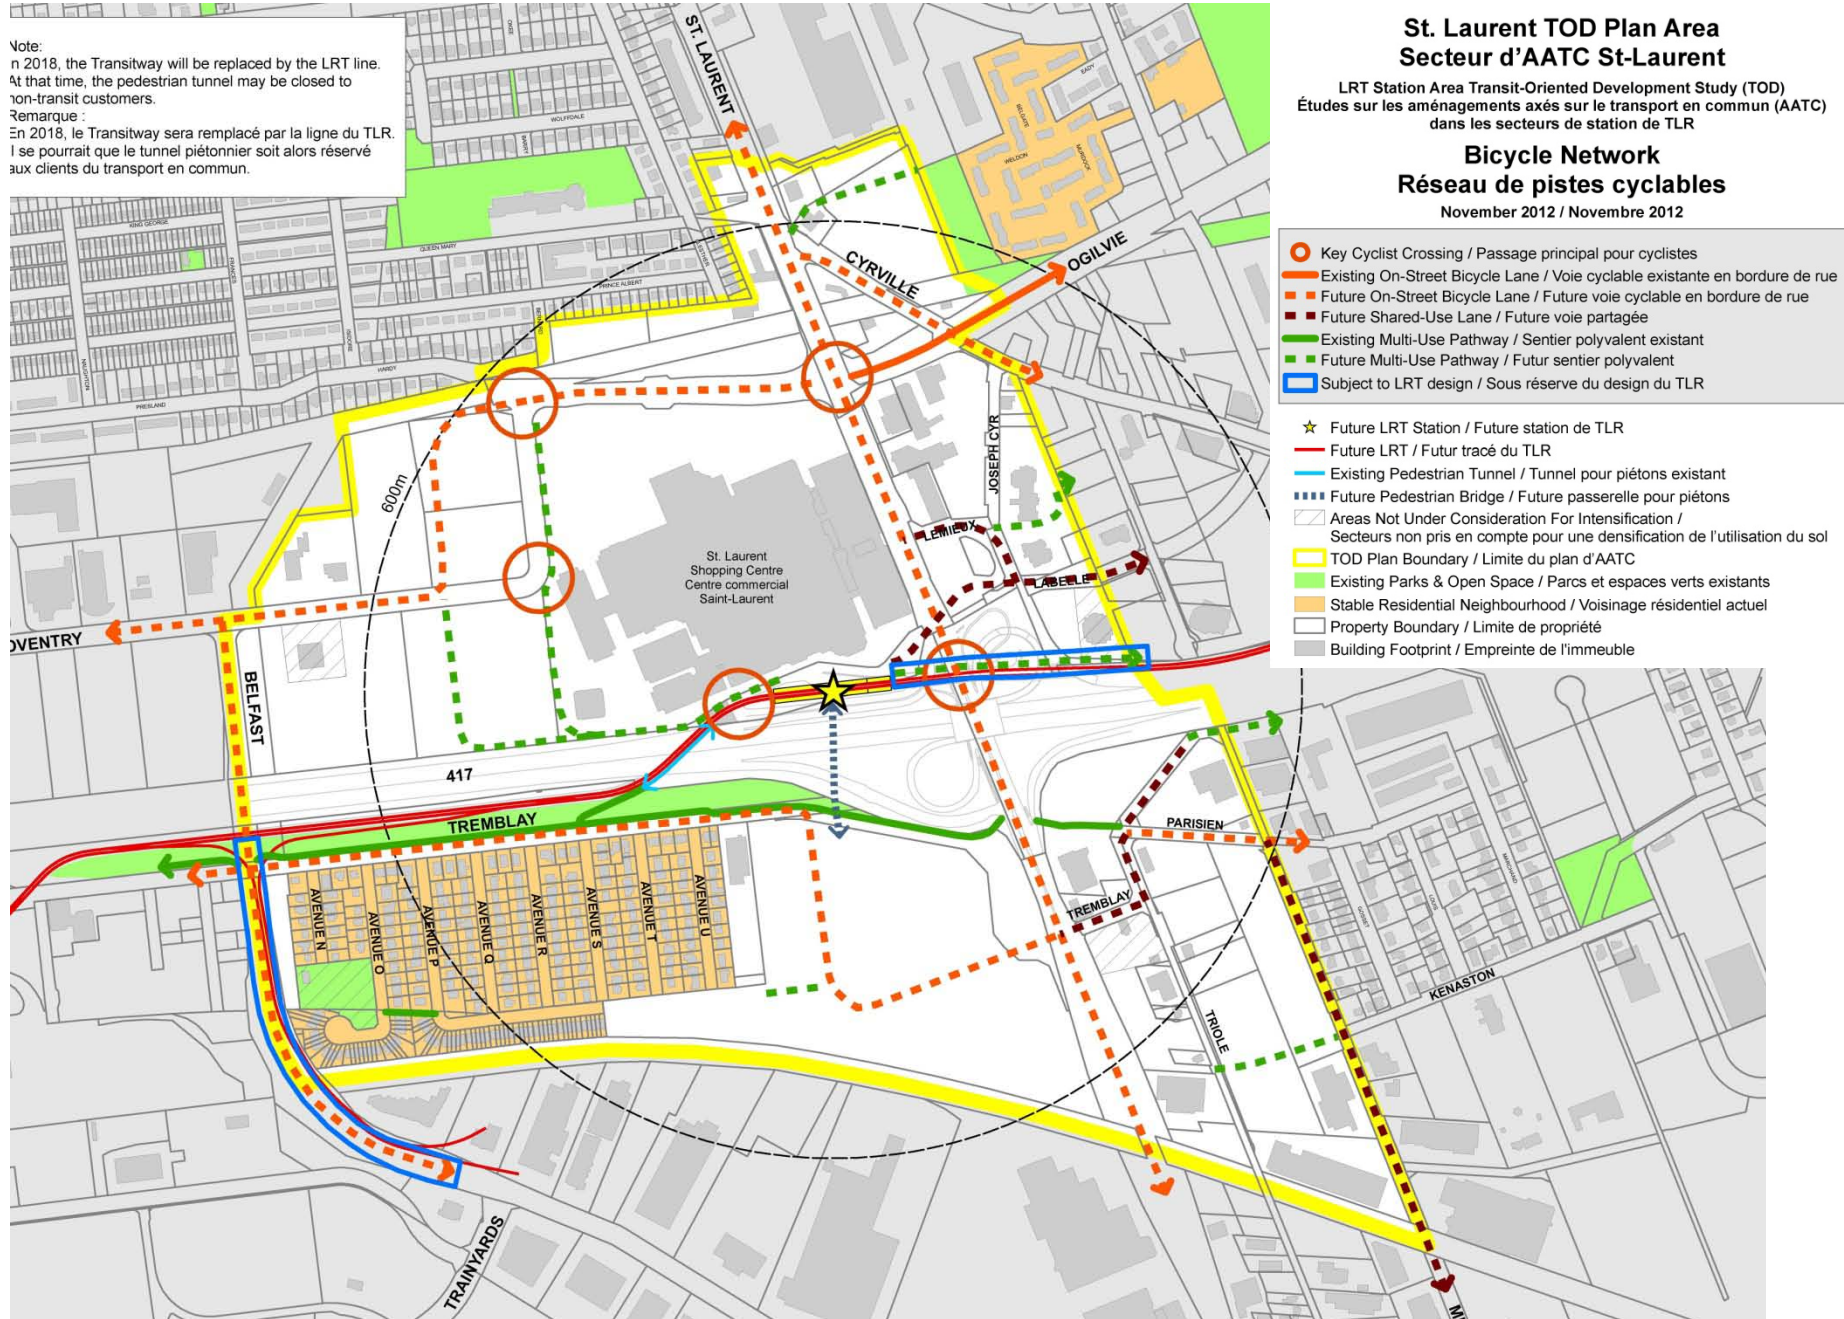 Note:
n 2018, the Transitway will be replaced by the LRT line.
At that time, the pedestrian tunnel may be closed to
non-transit customers.
Remarque :
En 2018, le Transitway sera remplacé par la ligne du TLR.
l se pourrait que le tunnel piétonnier soit alors réservé
aux clients du transport en commun.
St. Laurent TOD Plan Area
Secteur d'AATC St-Laurent
LRT Station Area Transit-Oriented Development Study (TOD)
Études sur les aménagements axés sur le transport en commun (AATC)
dans les secteurs de station de TLR
Bicycle Network
Réseau de pistes cyclables
November 2012 / Novembre 2012
Key Cyclist Crossing / Passage principal pour cyclistes
Existing On-Street Bicycle Lane / Voie cyclable existante en bordure de rue
Future On-Street Bicycle Lane / Future voie cyclable en bordure de rue
Future Shared-Use Lane / Future voie partagée
Existing Multi-Use Pathway / Sentier polyvalent existant
Future Multi-Use Pathway / Futur sentier polyvalent
Subject to LRT design / Sous réserve du design du TLR
Future LRT Station / Future station de TLR
Future LRT / Futur tracé du TLR
Existing Pedestrian Tunnel / Tunnel pour piétons existant
Future Pedestrian Bridge / Future passerelle pour piétons
Areas Not Under Consideration For Intensification /
Secteurs non pris en compte pour une densification de l'utilisation du sol
TOD Plan Boundary / Limite du plan d'AATC
Existing Parks & Open Space / Parcs et espaces verts existants
Stable Residential Neighbourhood / Voisinage résidentiel actuel
Property Boundary / Limite de propriété
Building Footprint / Empreinte de l'immeuble
ST. LAURENT
WOLFFDALE
EADY
BELGATE
WELDON
MURDOCK
KING GEORGE
QUEEN MARY
PRINCE ALBERT
CYRVILLE
OGILVIE
HARDY
PRESLAND
600m
JOSEPH CYR
LEMIEUX
LABELLE
St. Laurent
Shopping Centre
Centre commercial
Saint-Laurent
OVENTRY
BELFAST
417
TREMBLAY
PARISIEN
TREMBLAY
AVENUE N
AVENUE O
AVENUE P
AVENUE Q
AVENUE R
AVENUE S
AVENUE T
AVENUE U
KENASTON
TRIOLE
TRAINYARDS